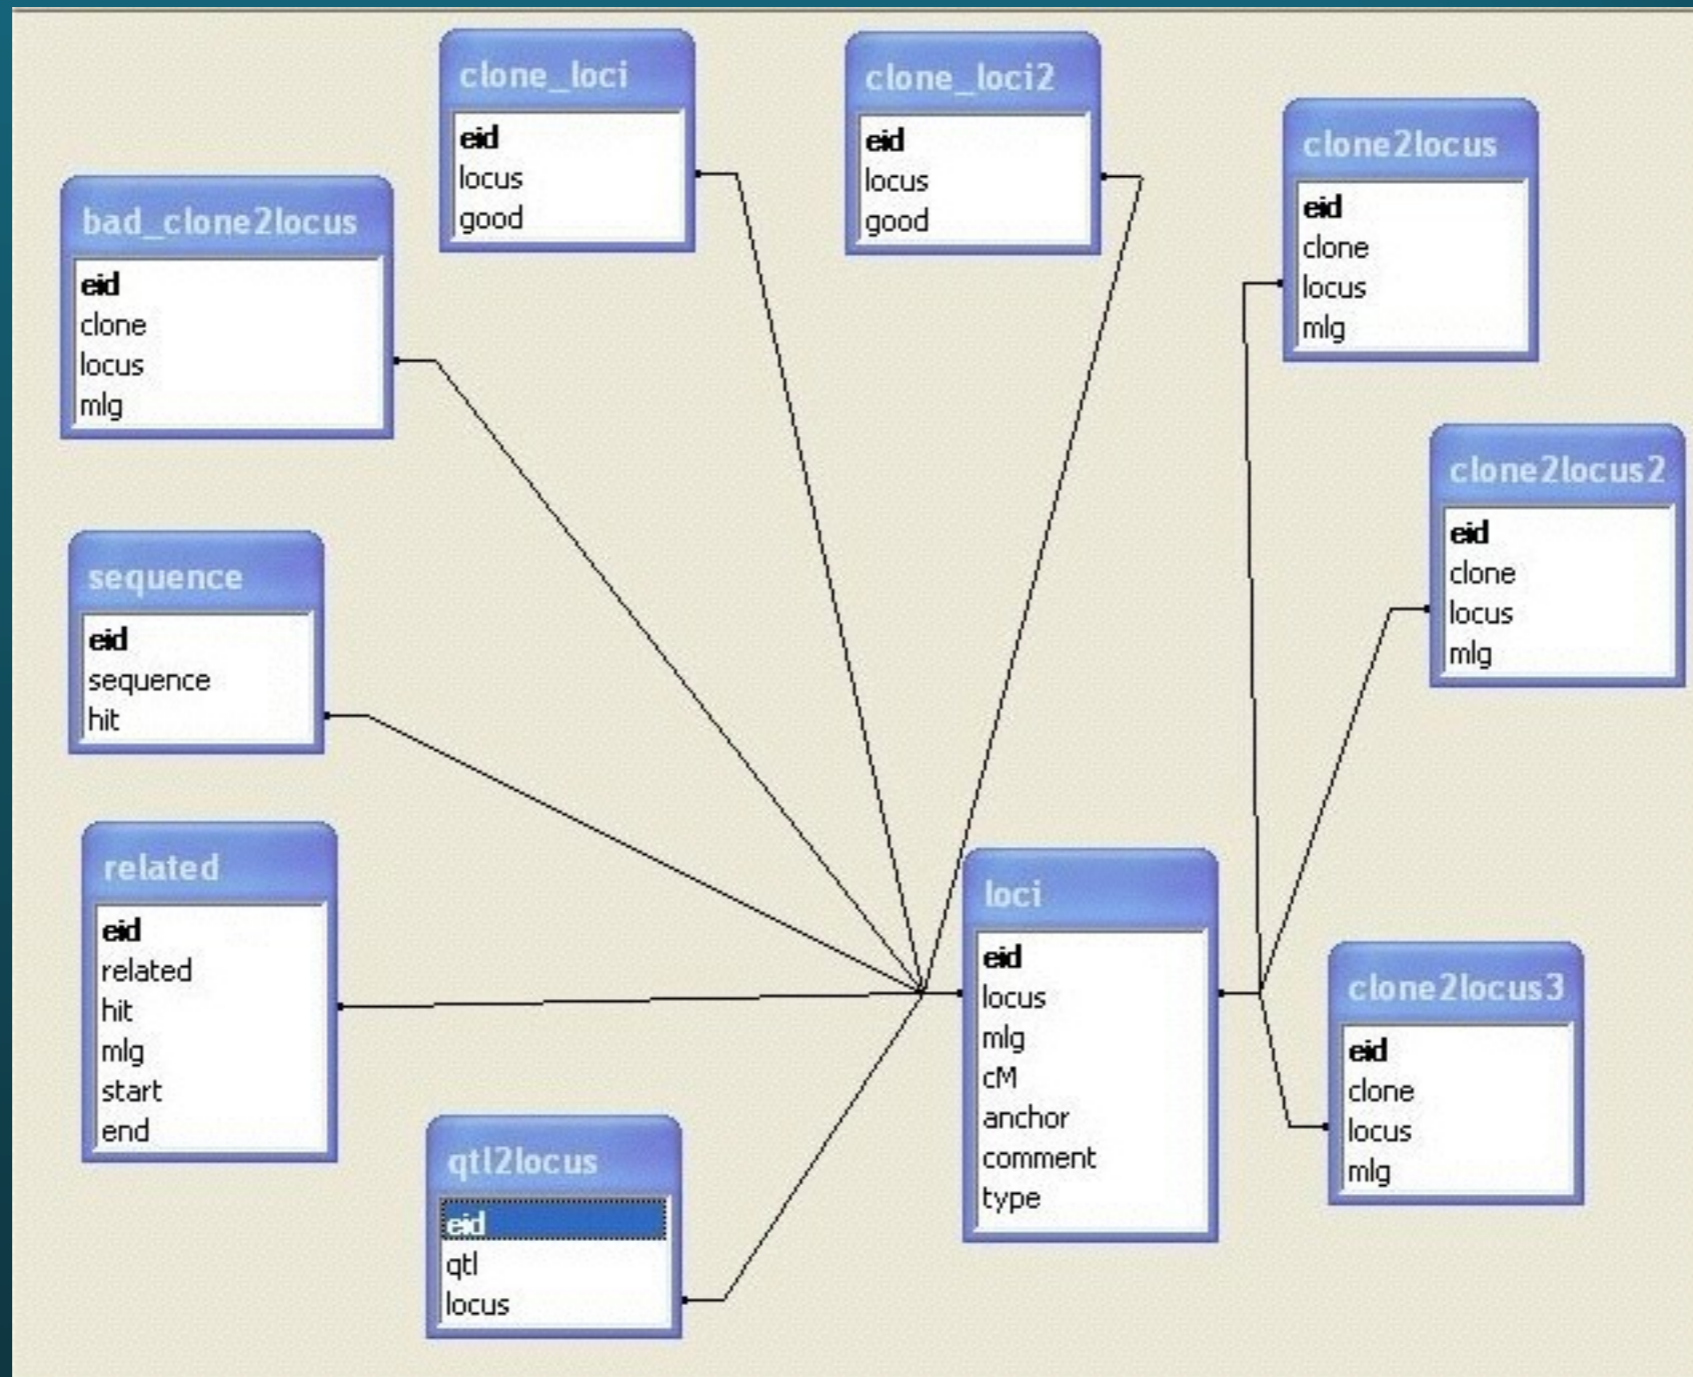 clone_loci
eid
locus
good
clone_loci2
eid
locus
good
clone2locus
eid
clone
locus
mlg
bad_clone2locus
eid
clone
locus
mlg
clone2locus2
eid
clone
locus
mlg
sequence
eid
sequence
hit
related
eid
related
hit
mlg
start
end
loci
eid
locus
mlg
cM
anchor
comment
type
clone2locus3
eid
clone
locus
mlg
qtl2locus
eid
qtl
locus